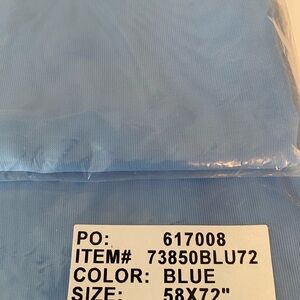 PO: 617008
ITEM# 73850BLU72
COLOR: BLUE
SIZE: 58X72"